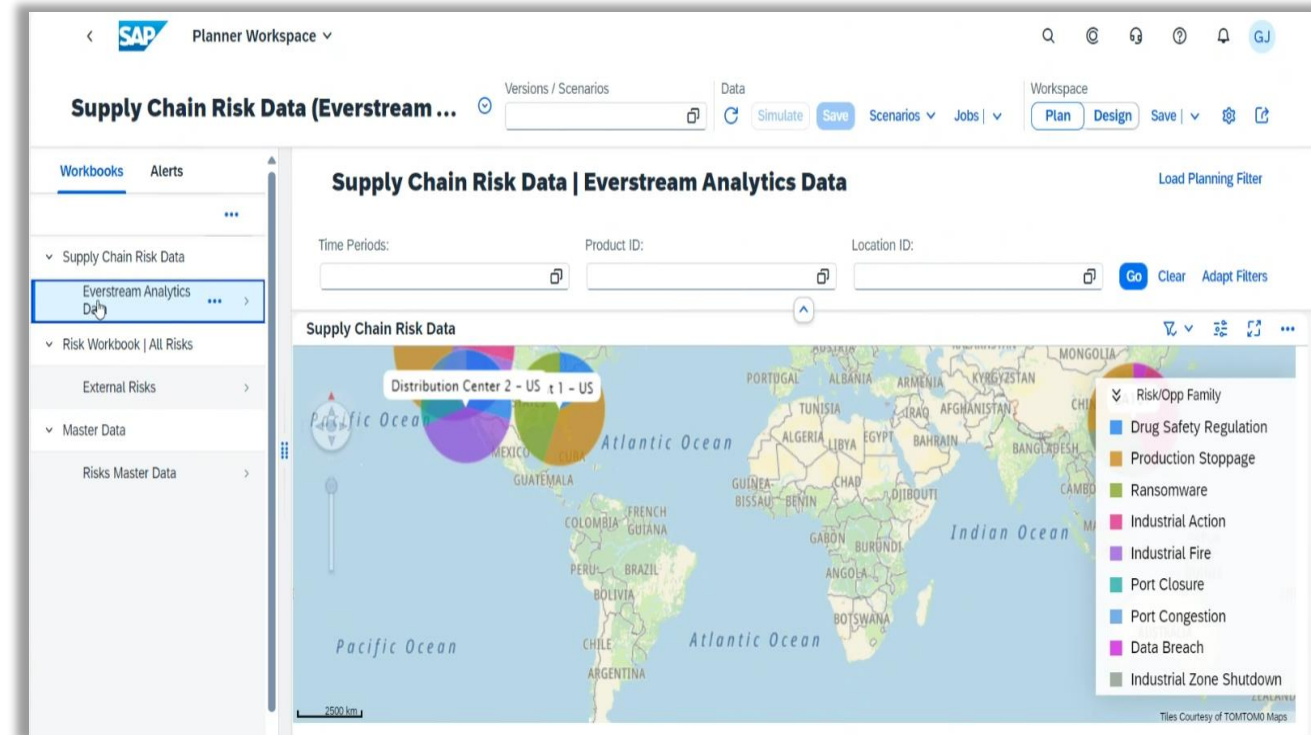 SAP
Planner Workspace
GJ
Supply Chain Risk Data (Everstream ...
Versions / Scenarios
Data
Simulate
Save
Scenarios
Jobs |
Workspace
Plan
Design
Save |
Workbooks
Alerts
Supply Chain Risk Data
Everstream Analytics
Data
Risk Workbook | All Risks
External Risks
Master Data
Risks Master Data
Supply Chain Risk Data | Everstream Analytics Data
Load Planning Filter
Time Periods:
Product ID:
Location ID:
Go
Clear
Adapt Filters
Supply Chain Risk Data
Distribution Center 2 - US
t 1 - US
Pacific Ocean
MEXICO
CUBA
GUATEMALA
Atlantic Ocean
AUSTRIA
PORTUGAL
ALBANIA
ARMENIA
KYRGYZSTAN
MONGOLIA
TUNISIA
IRAQ
AFGHANISTAN
CHI
ALGERIA
LIBYA
EGYPT
BAHRAIN
BANGLADESH
GUINEA-
BISSAU
BENIN
CHAD
DJIBOUTI
CAMBO
COLOMBIA
FRENCH
GUIANA
GABON
BURUNDI
Indian Ocean
MA
PERU
BRAZIL
ANGOLA
BOLIVIA
BOTSWANA
Pacific Ocean
CHILE
Atlantic Ocean
ARGENTINA
Risk/Opp Family
Drug Safety Regulation
Production Stoppage
Ransomware
Industrial Action
Industrial Fire
Port Closure
Port Congestion
Data Breach
Industrial Zone Shutdown
ZEALAND
2500 km
Tiles Courtesy of TOMTOM0 Maps